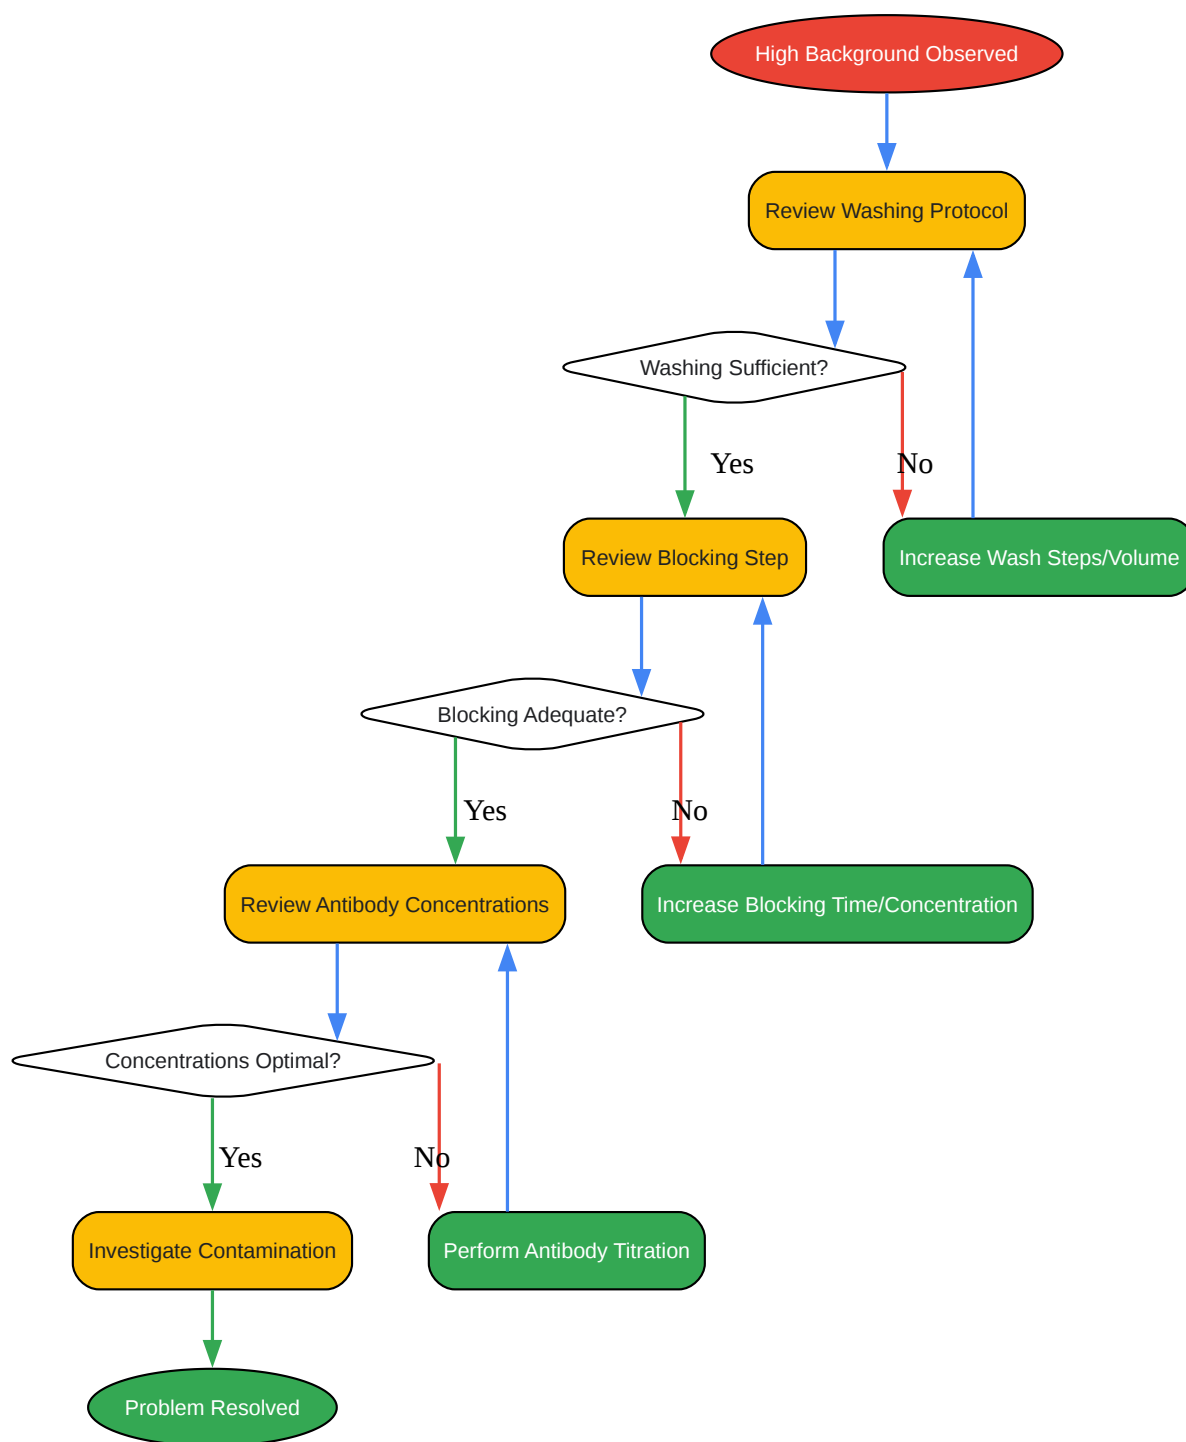 High Background Observed
Review Washing Protocol
Washing Sufficient?
Yes
No
Review Blocking Step
Increase Wash Steps/Volume
Blocking Adequate?
Yes
No
Review Antibody Concentrations
Increase Blocking Time/Concentration
Concentrations Optimal?
Yes
No
Investigate Contamination
Perform Antibody Titration
Problem Resolved